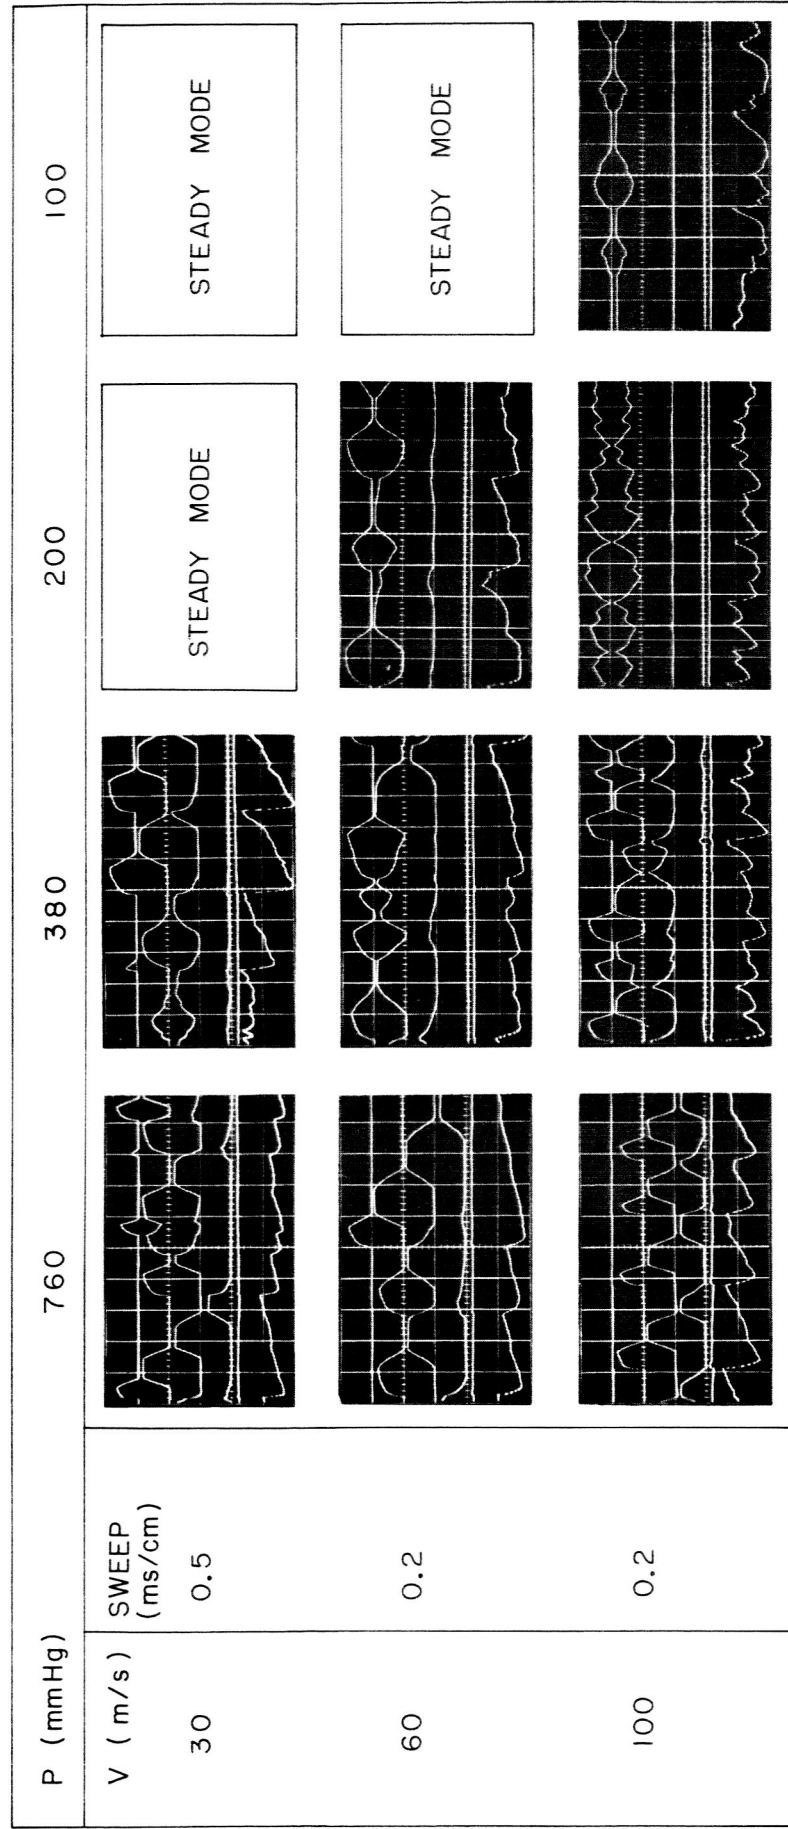 P (mmHg) 760 380 200 100
V (m/s) SWEEP (ms/cm)
30 0.5 STEADY MODE STEADY MODE
60 0.2 STEADY MODE
100 0.2